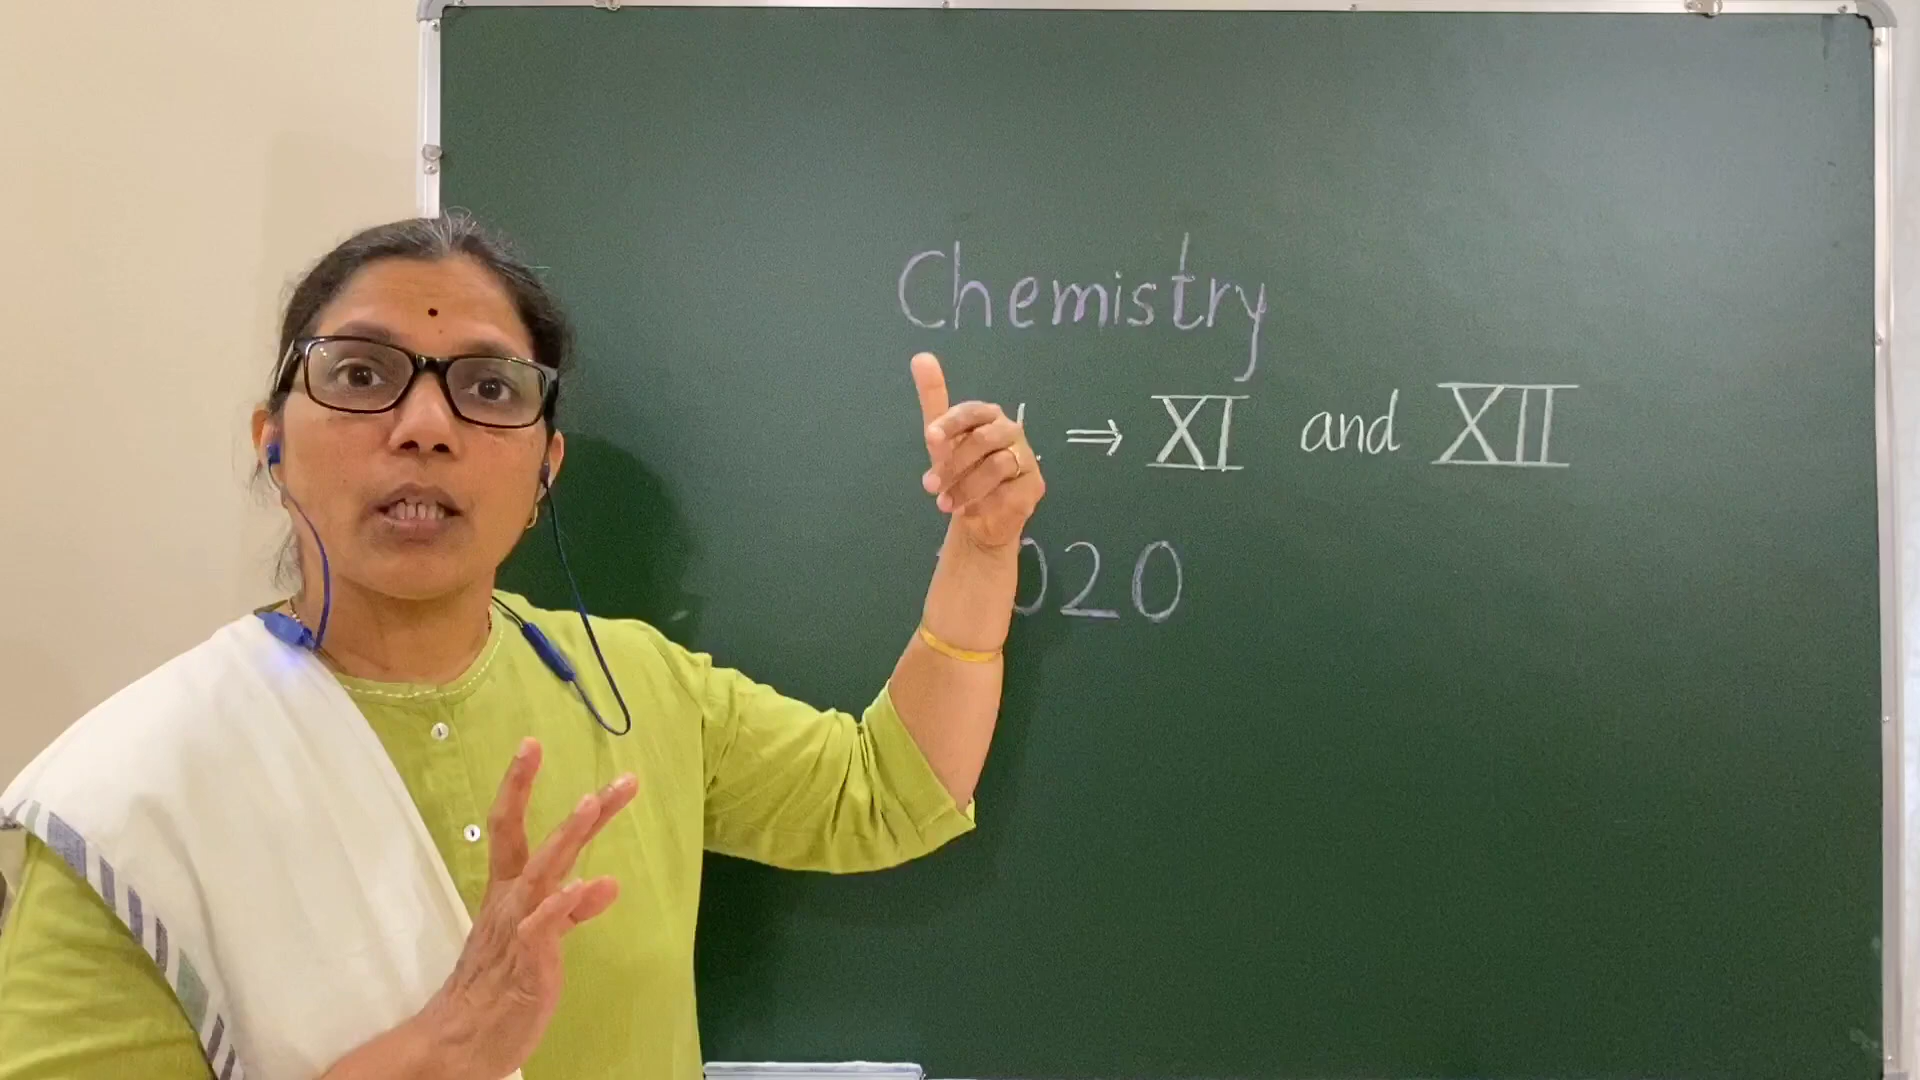 Chemistry
⇒ XI and XII
020